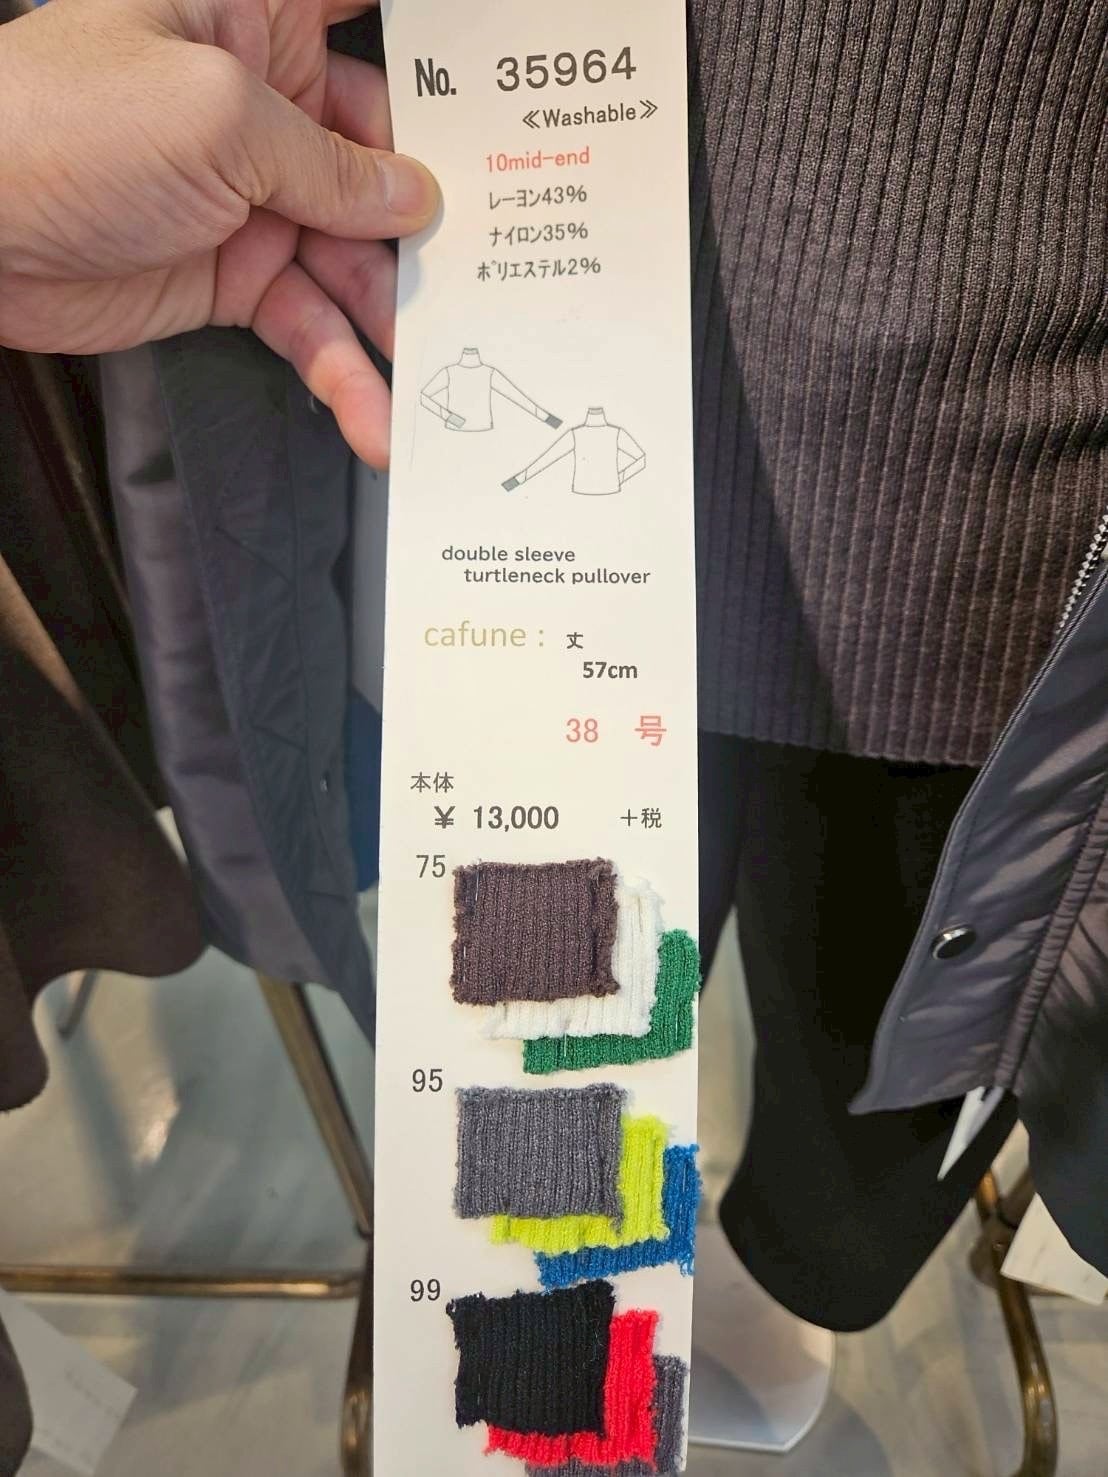 No. 35964
≪Washable≫
10mid-end
レーヨン43%
ナイロン35%
ポリエステル2%
double sleeve
turtleneck pullover
cafune : 丈
57cm
38 号
本体
¥ 13,000 +税
75
95
99